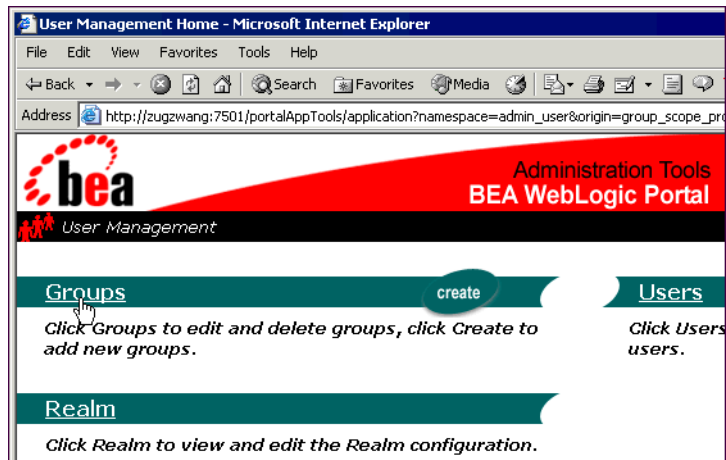 User Management Home - Microsoft Internet Explorer
File Edit View Favorites Tools Help
Back Search Favorites Media
Address http://zugzwang:7501/portalAppTools/application?namespace=admin_user&origin=group_scope_pro
bea
Administration Tools
BEA WebLogic Portal
User Management
Groups create Users
Click Groups to edit and delete groups, click Create to add new groups.
Click Users
users.
Realm
Click Realm to view and edit the Realm configuration.